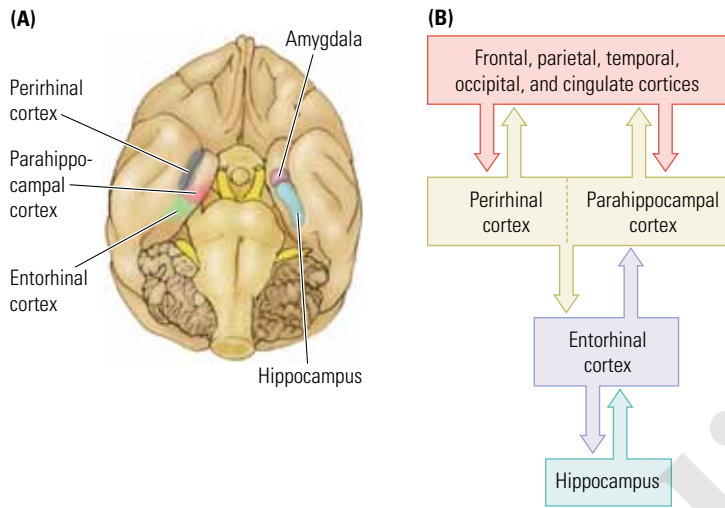 (A)
Amygdala
Perirhinal
cortex
Parahippo-
campal
cortex
Entorhinal
cortex
Hippocampus
(B)
Frontal, parietal, temporal,
occipital, and cingulate cortices
Perirhinal
cortex
Parahippocampal
cortex
Entorhinal
cortex
Hippocampus